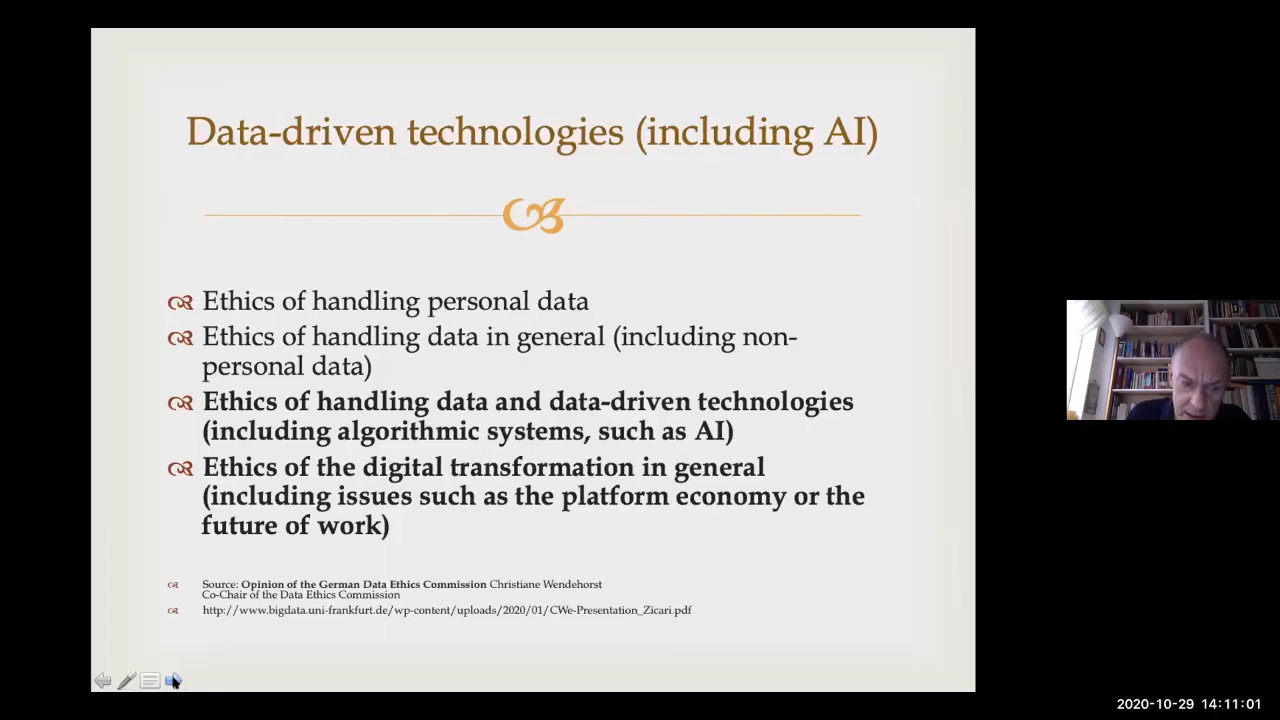 Data-driven technologies (including AI)
Ethics of handling personal data
Ethics of handling data in general (including non-
personal data)
Ethics of handling data and data-driven technologies
(including algorithmic systems, such as AI)
Ethics of the digital transformation in general
(including issues such as the platform economy or the
future of work)
Source: Opinion of the German Data Ethics Commission Christiane Wendehorst
Co-Chair of the Data Ethics Commission
http://www.bigdata.uni-frankfurt.de/wp-content/uploads/2020/01/CWe-Presentation_Zicari.pdf
2020-10-29 14:11:01